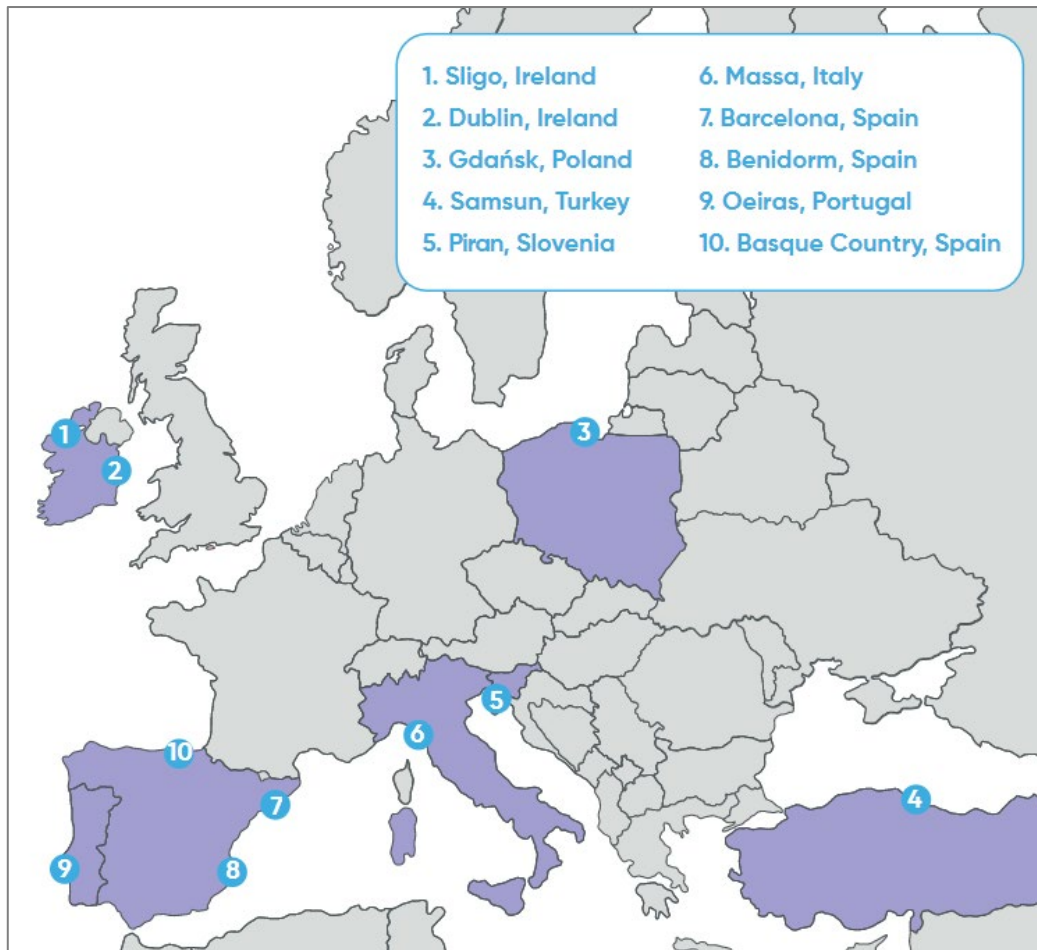 1. Sligo, Ireland
2. Dublin, Ireland
3. Gdańsk, Poland
4. Samsun, Turkey
5. Piran, Slovenia
6. Massa, Italy
7. Barcelona, Spain
8. Benidorm, Spain
9. Oeiras, Portugal
10. Basque Country, Spain
1
2
3
5
6
10
7
4
9
8